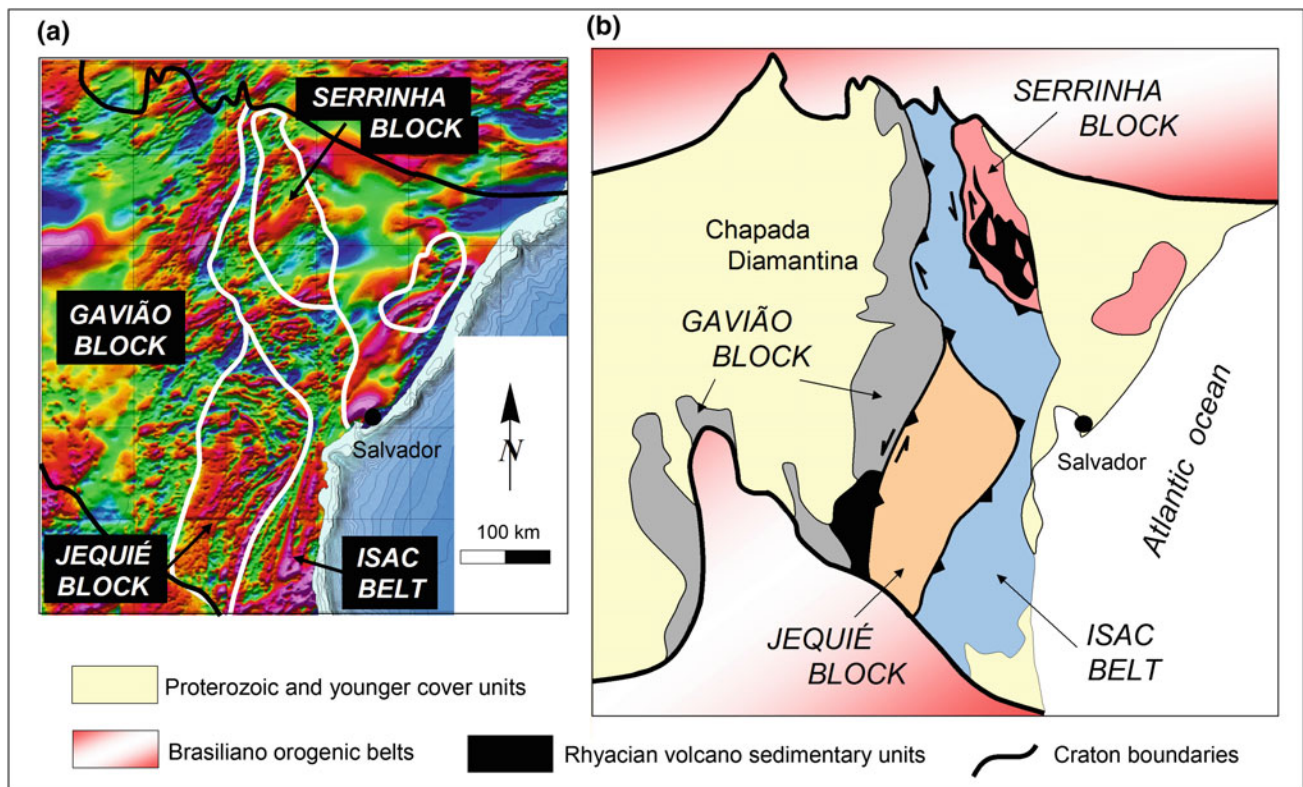 (a)
SERRINHA
BLOCK
GAVIÃO
BLOCK
Salvador
N
100 km
JEQUIÉ
BLOCK
ISAC
BELT
(b)
SERRINHA
BLOCK
Chapada
Diamantina
GAVIÃO
BLOCK
Salvador
Atlantic ocean
JEQUIÉ
BLOCK
ISAC
BELT
Proterozoic and younger cover units
Brasiliano orogenic belts
Rhyacian volcano sedimentary units
Craton boundaries